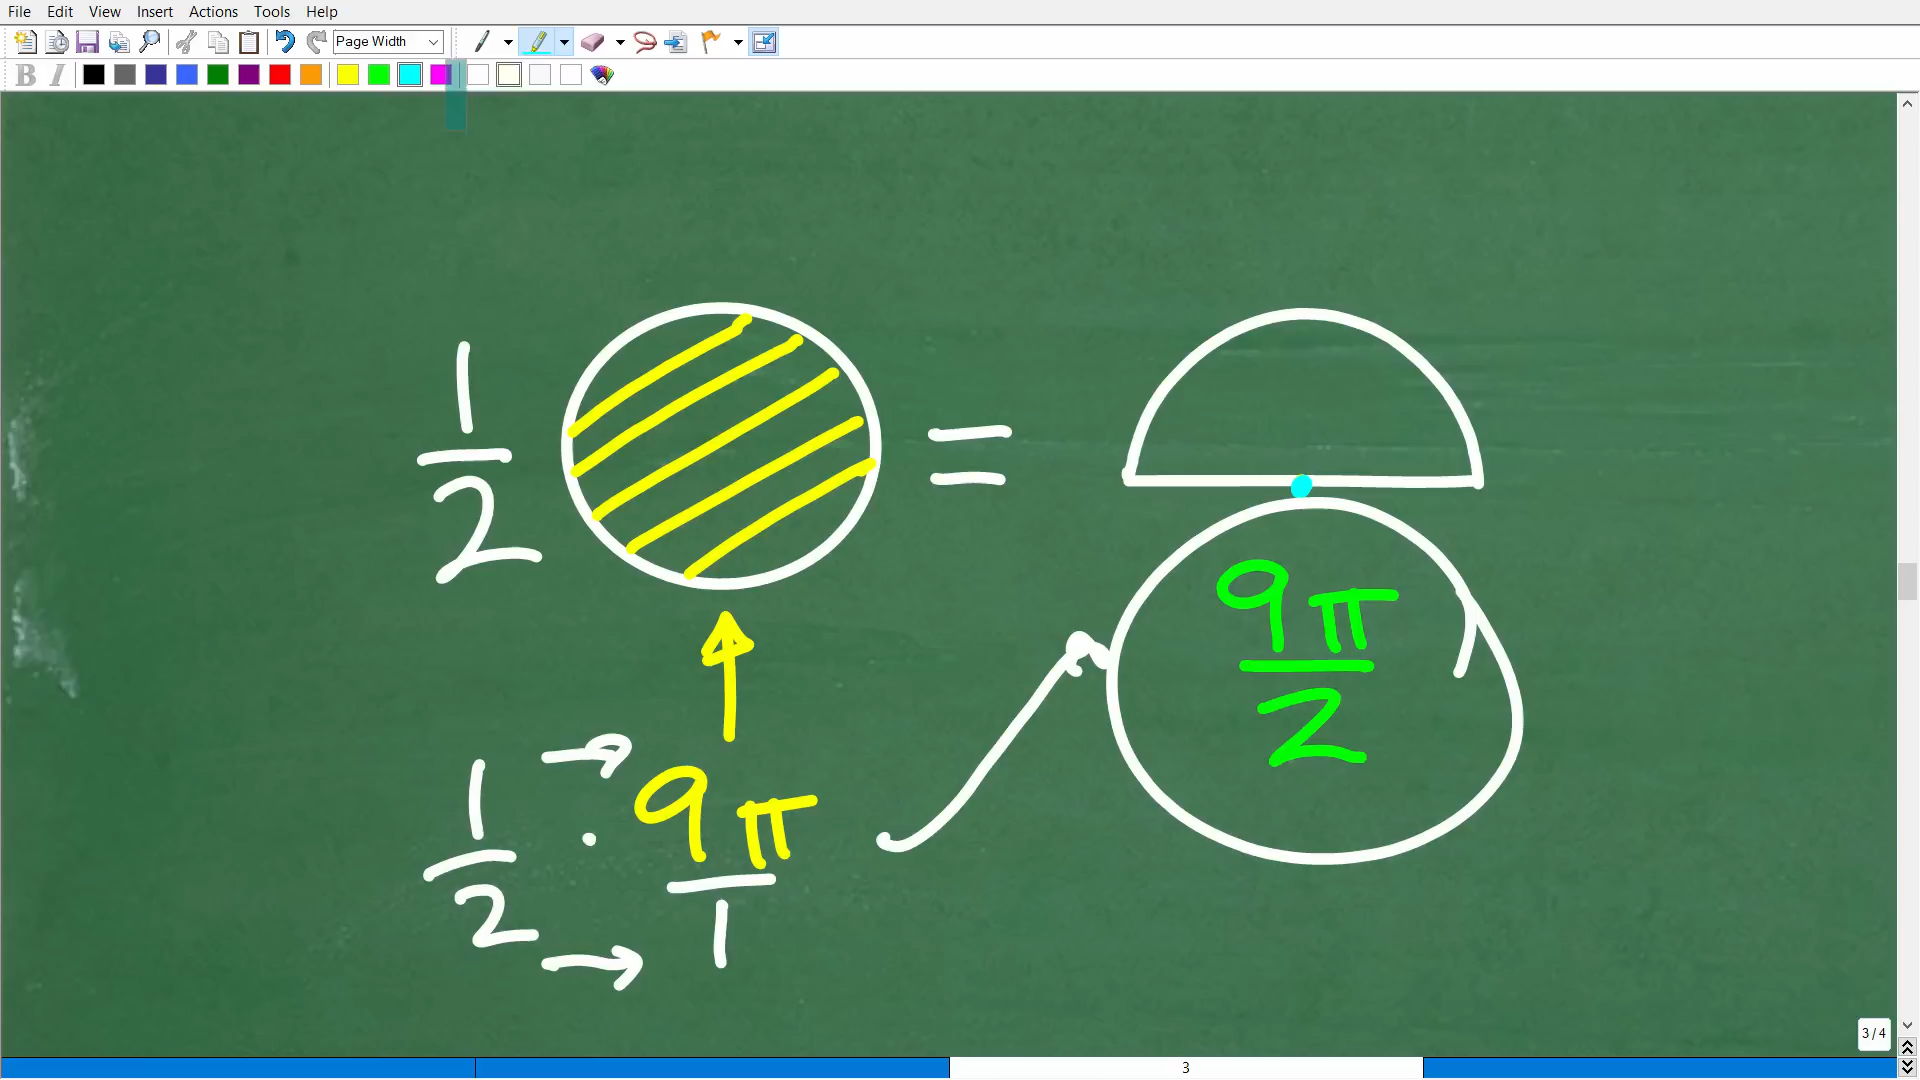 File Edit View Insert Actions Tools Help
Page Width
B I
1/2 =
9π/2
1/2 · 9π/1
3 / 4
3